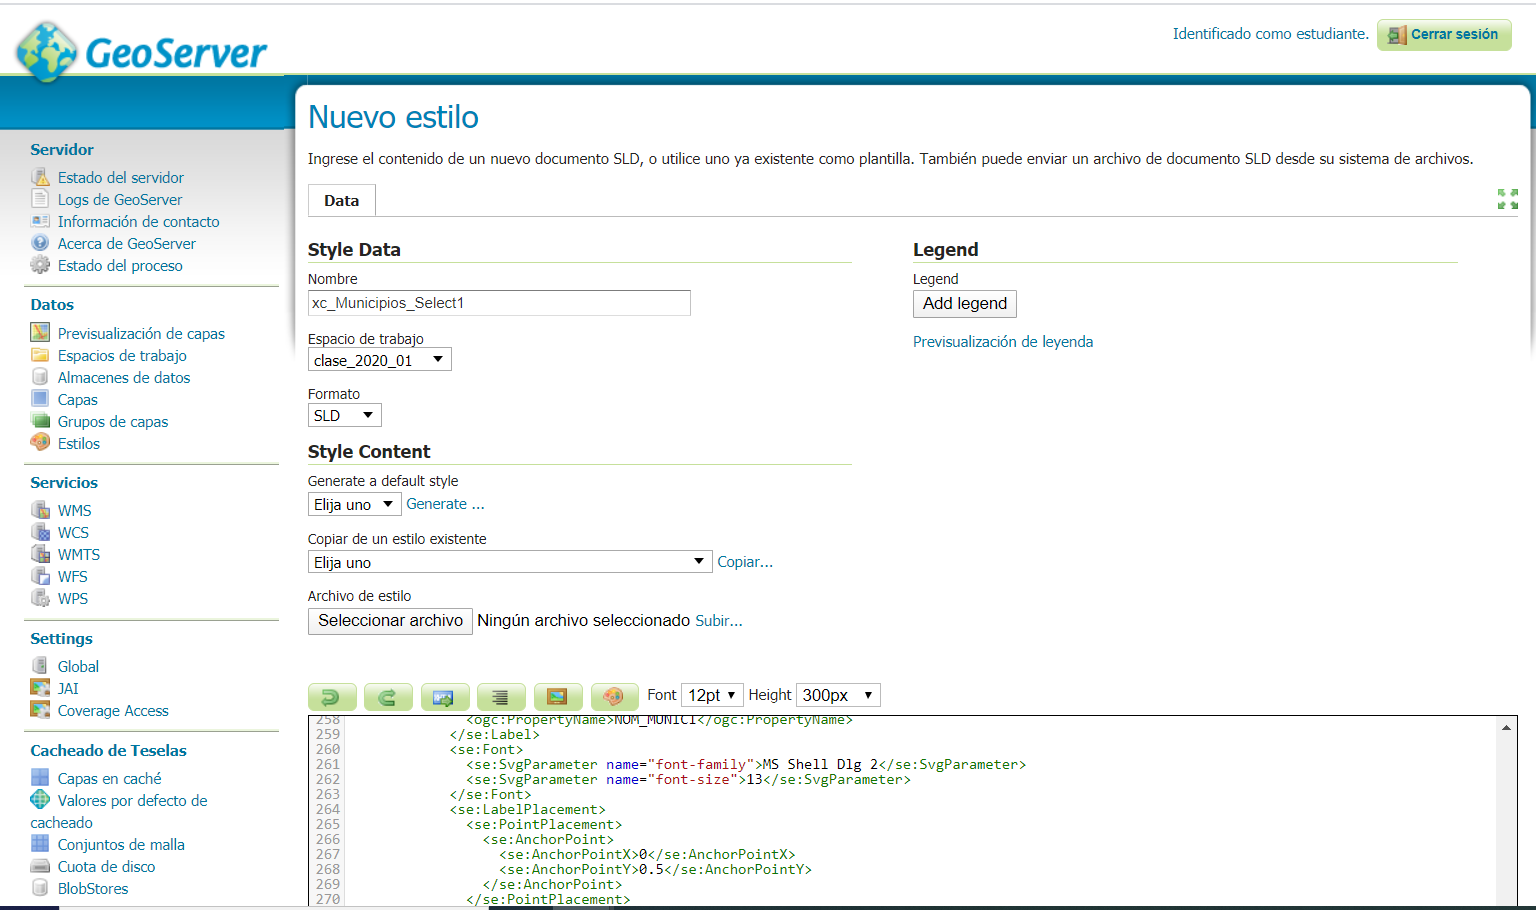 GeoServer
Identificado como estudiante.
Cerrar sesión
Servidor
Estado del servidor
Logs de GeoServer
Información de contacto
Acerca de GeoServer
Estado del proceso
Datos
Previsualización de capas
Espacios de trabajo
Almacenes de datos
Capas
Grupos de capas
Estilos
Servicios
WMS
WCS
WMTS
WFS
WPS
Settings
Global
JAI
Coverage Access
Cacheado de Teselas
Capas en caché
Valores por defecto de
cacheado
Conjuntos de malla
Cuota de disco
BlobStores
Nuevo estilo
Ingrese el contenido de un nuevo documento SLD, o utilice uno ya existente como plantilla. También puede enviar un archivo de documento SLD desde su sistema de archivos.
Data
Style Data
Nombre
xc_Municipios_Select1
Espacio de trabajo
clase_2020_01
Formato
SLD
Legend
Legend
Add legend
Previsualización de leyenda
Style Content
Generate a default style
Elija uno Generate ...
Copiar de un estilo existente
Elija uno Copiar...
Archivo de estilo
Seleccionar archivo Ningún archivo seleccionado Subir...
Font 12pt Height 300px
258 <ogc:PropertyName>NOM_MUNICI</ogc:PropertyName>
259 </se:Label>
260 <se:Font>
261 <se:SvgParameter name="font-family">MS Shell Dlg 2</se:SvgParameter>
262 <se:SvgParameter name="font-size">13</se:SvgParameter>
263 </se:Font>
264 <se:LabelPlacement>
265 <se:PointPlacement>
266 <se:AnchorPoint>
267 <se:AnchorPointX>0</se:AnchorPointX>
268 <se:AnchorPointY>0.5</se:AnchorPointY>
269 </se:AnchorPoint>
270 </se:PointPlacement>